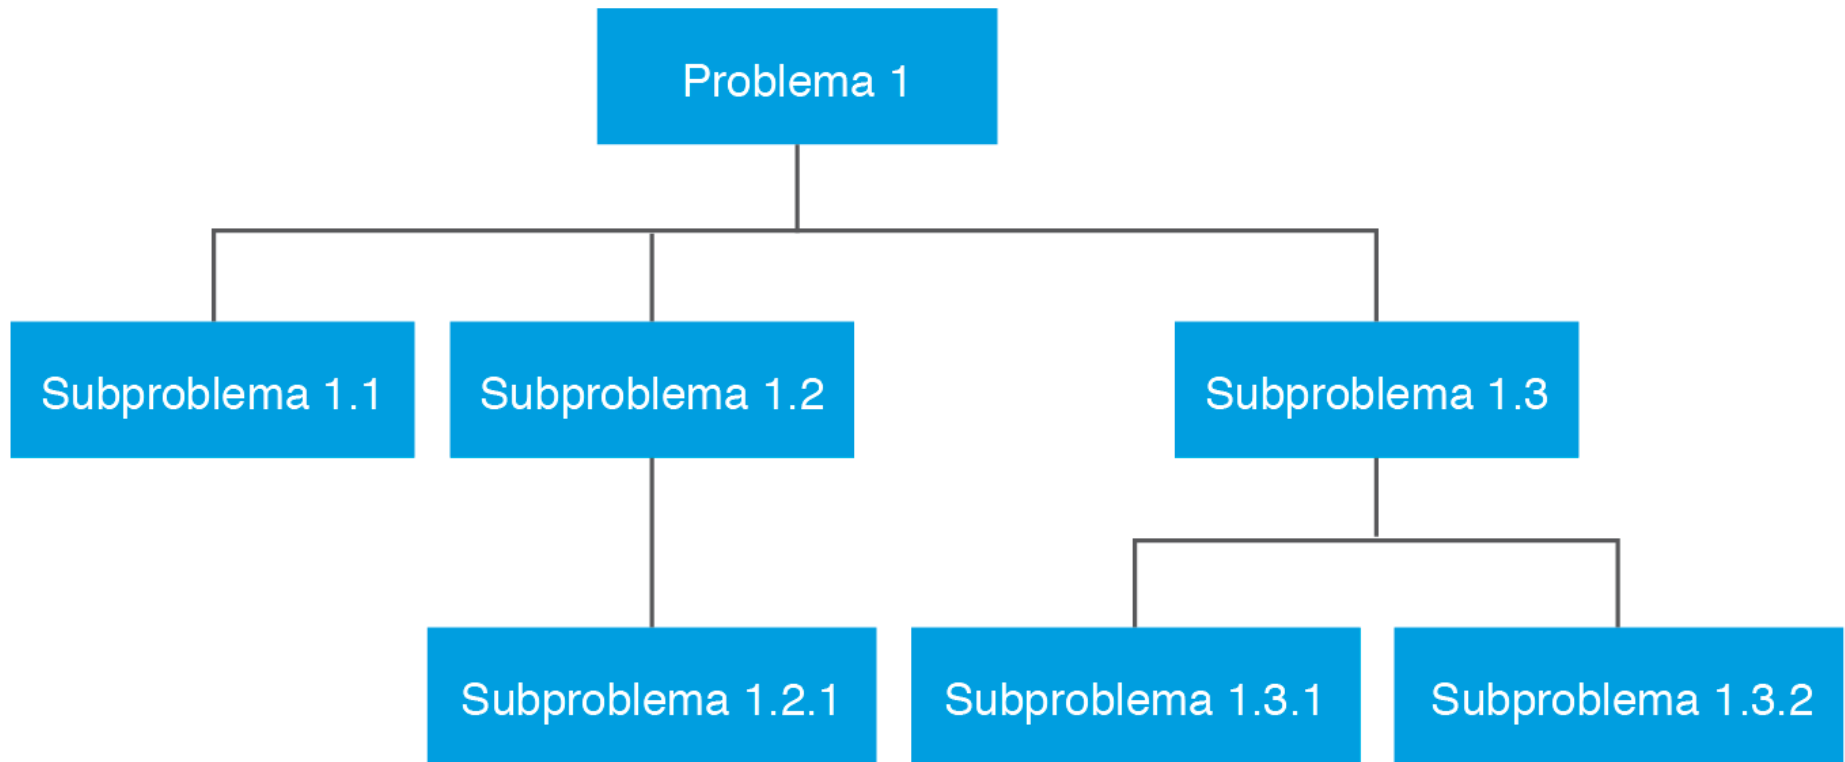 Problema 1
Subproblema 1.1
Subproblema 1.2
Subproblema 1.3
Subproblema 1.2.1
Subproblema 1.3.1
Subproblema 1.3.2